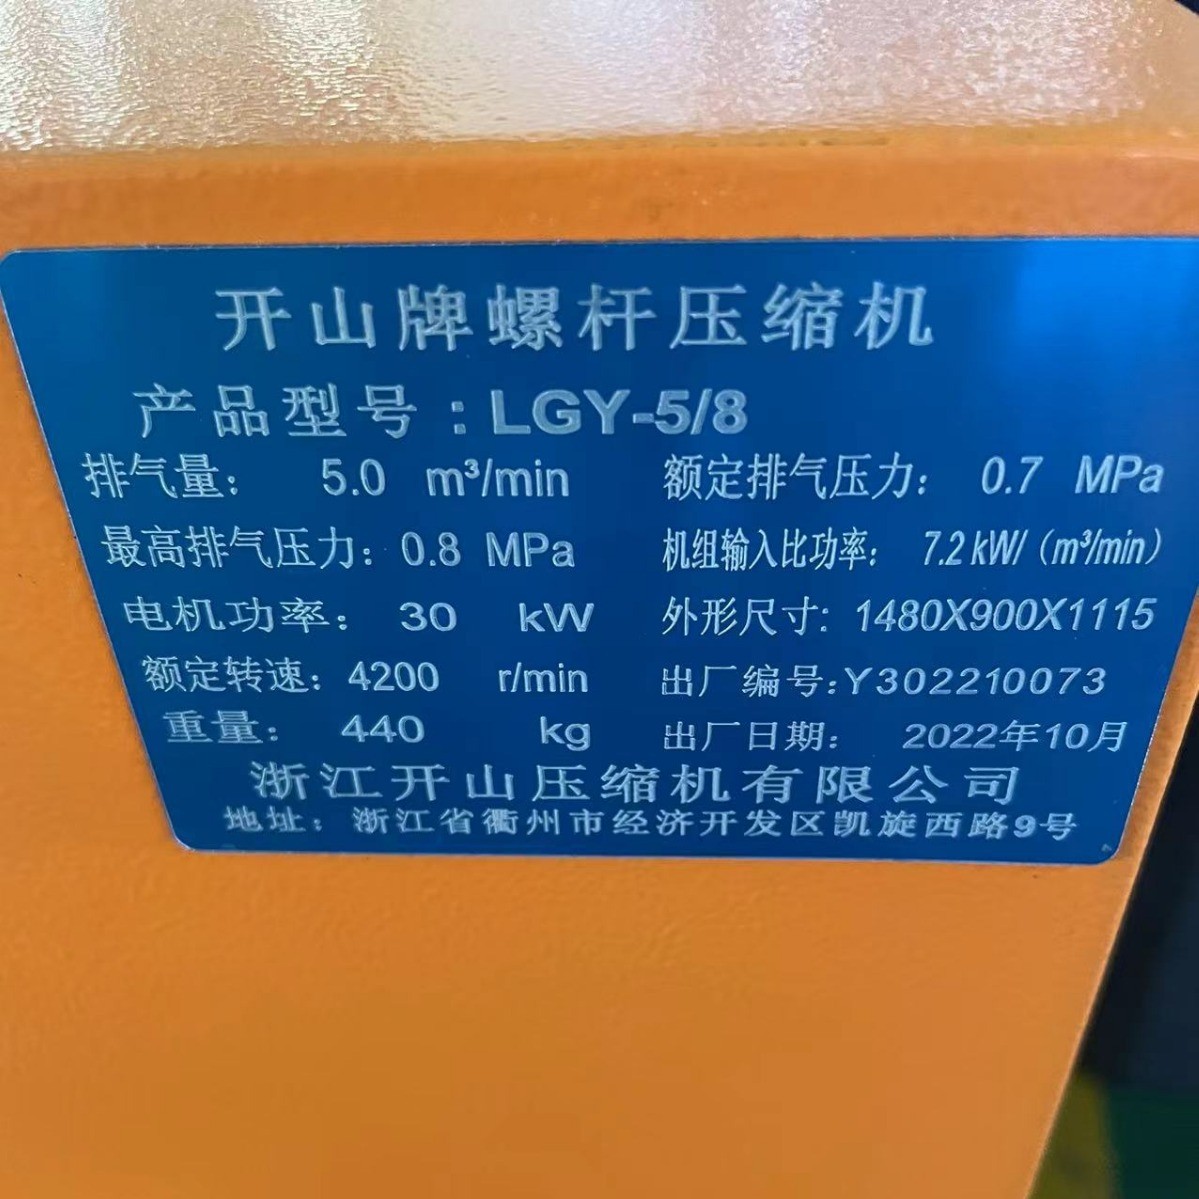 开山牌螺杆压缩机
产品型号:LGY-5/8
排气量: 5.0 m³/min 额定排气压力: 0.7 MPa
最高排气压力: 0.8 MPa 机组输入比功率: 7.2 kW/(m³/min)
电机功率: 30 kW 外形尺寸: 1480X900X1115
额定转速: 4200 r/min 出厂编号:Y302210073
重量: 440 kg 出厂日期: 2022年10月
浙江开山压缩机有限公司
地址: 浙江省衢州市经济开发区凯旋西路9号